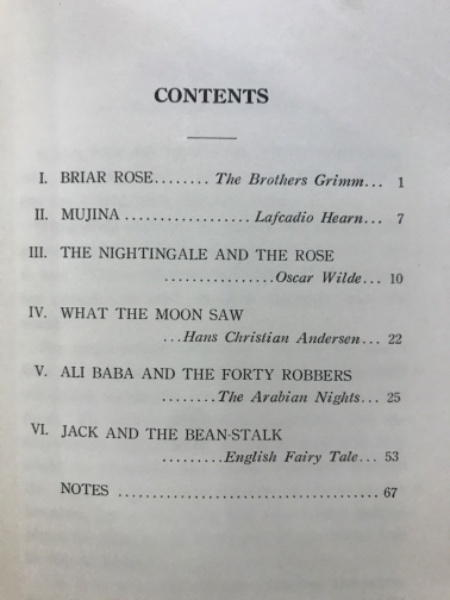 CONTENTS
I. BRIAR ROSE........ The Brothers Grimm... 1
II. MUJINA .................. Lafcadio Hearn... 7
III. THE NIGHTINGALE AND THE ROSE
................Oscar Wilde... 10
IV. WHAT THE MOON SAW
...Hans Christian Andersen... 22
V. ALI BABA AND THE FORTY ROBBERS
........The Arabian Nights... 25
VI. JACK AND THE BEAN-STALK
.........English Fairy Tale... 53
NOTES ...................................... 67